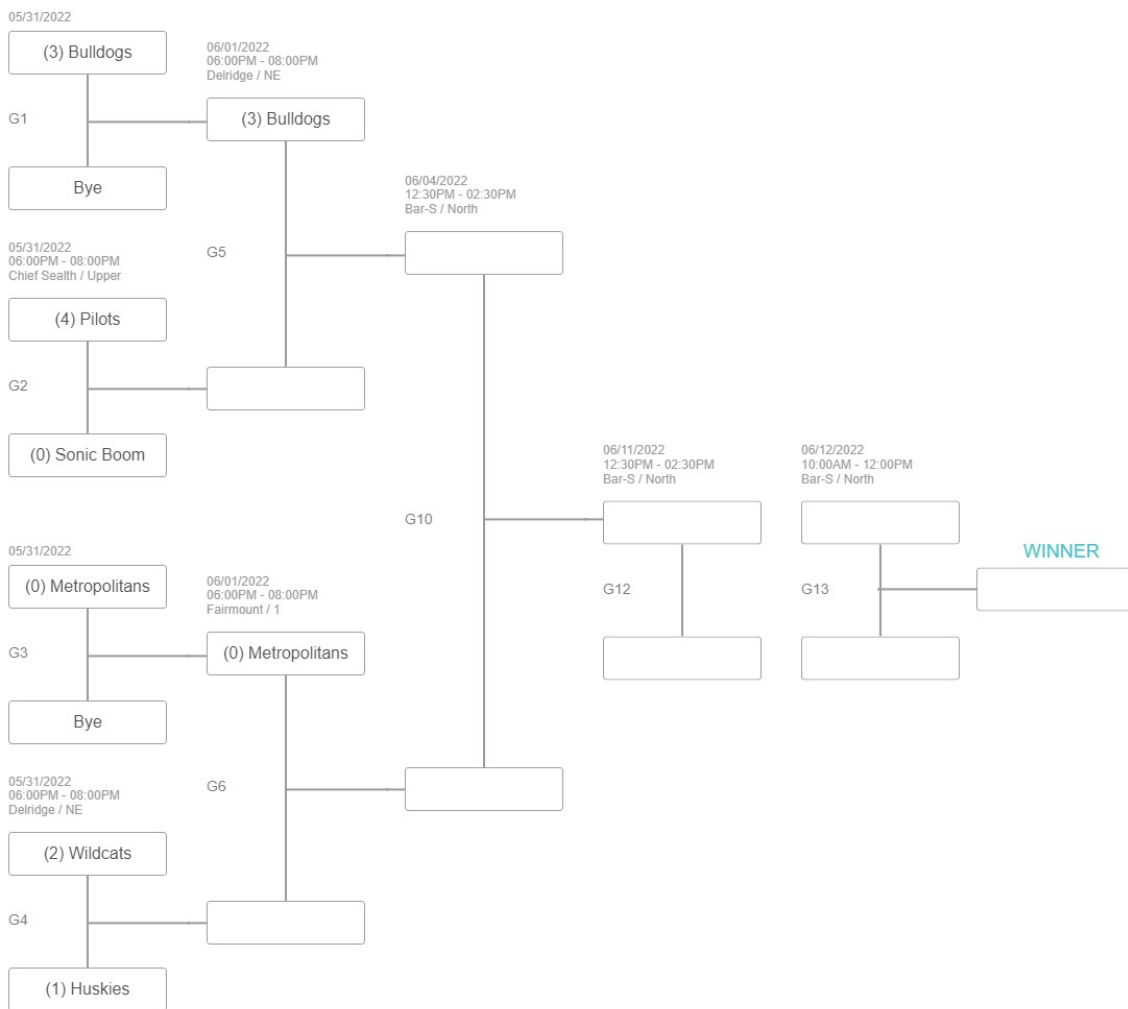 05/31/2022
(3) Bulldogs
G1
Bye
05/31/2022
06:00PM - 08:00PM
Chief Sealth / Upper
(4) Pilots
G2
(0) Sonic Boom
05/31/2022
(0) Metropolitans
G3
Bye
05/31/2022
06:00PM - 08:00PM
Delridge / NE
(2) Wildcats
G4
(1) Huskies
06/01/2022
06:00PM - 08:00PM
Delridge / NE
(3) Bulldogs
G5
06/01/2022
06:00PM - 08:00PM
Fairmount / 1
(0) Metropolitans
G6
06/04/2022
12:30PM - 02:30PM
Bar-S / North
G10
06/11/2022
12:30PM - 02:30PM
Bar-S / North
G12
06/12/2022
10:00AM - 12:00PM
Bar-S / North
G13
WINNER